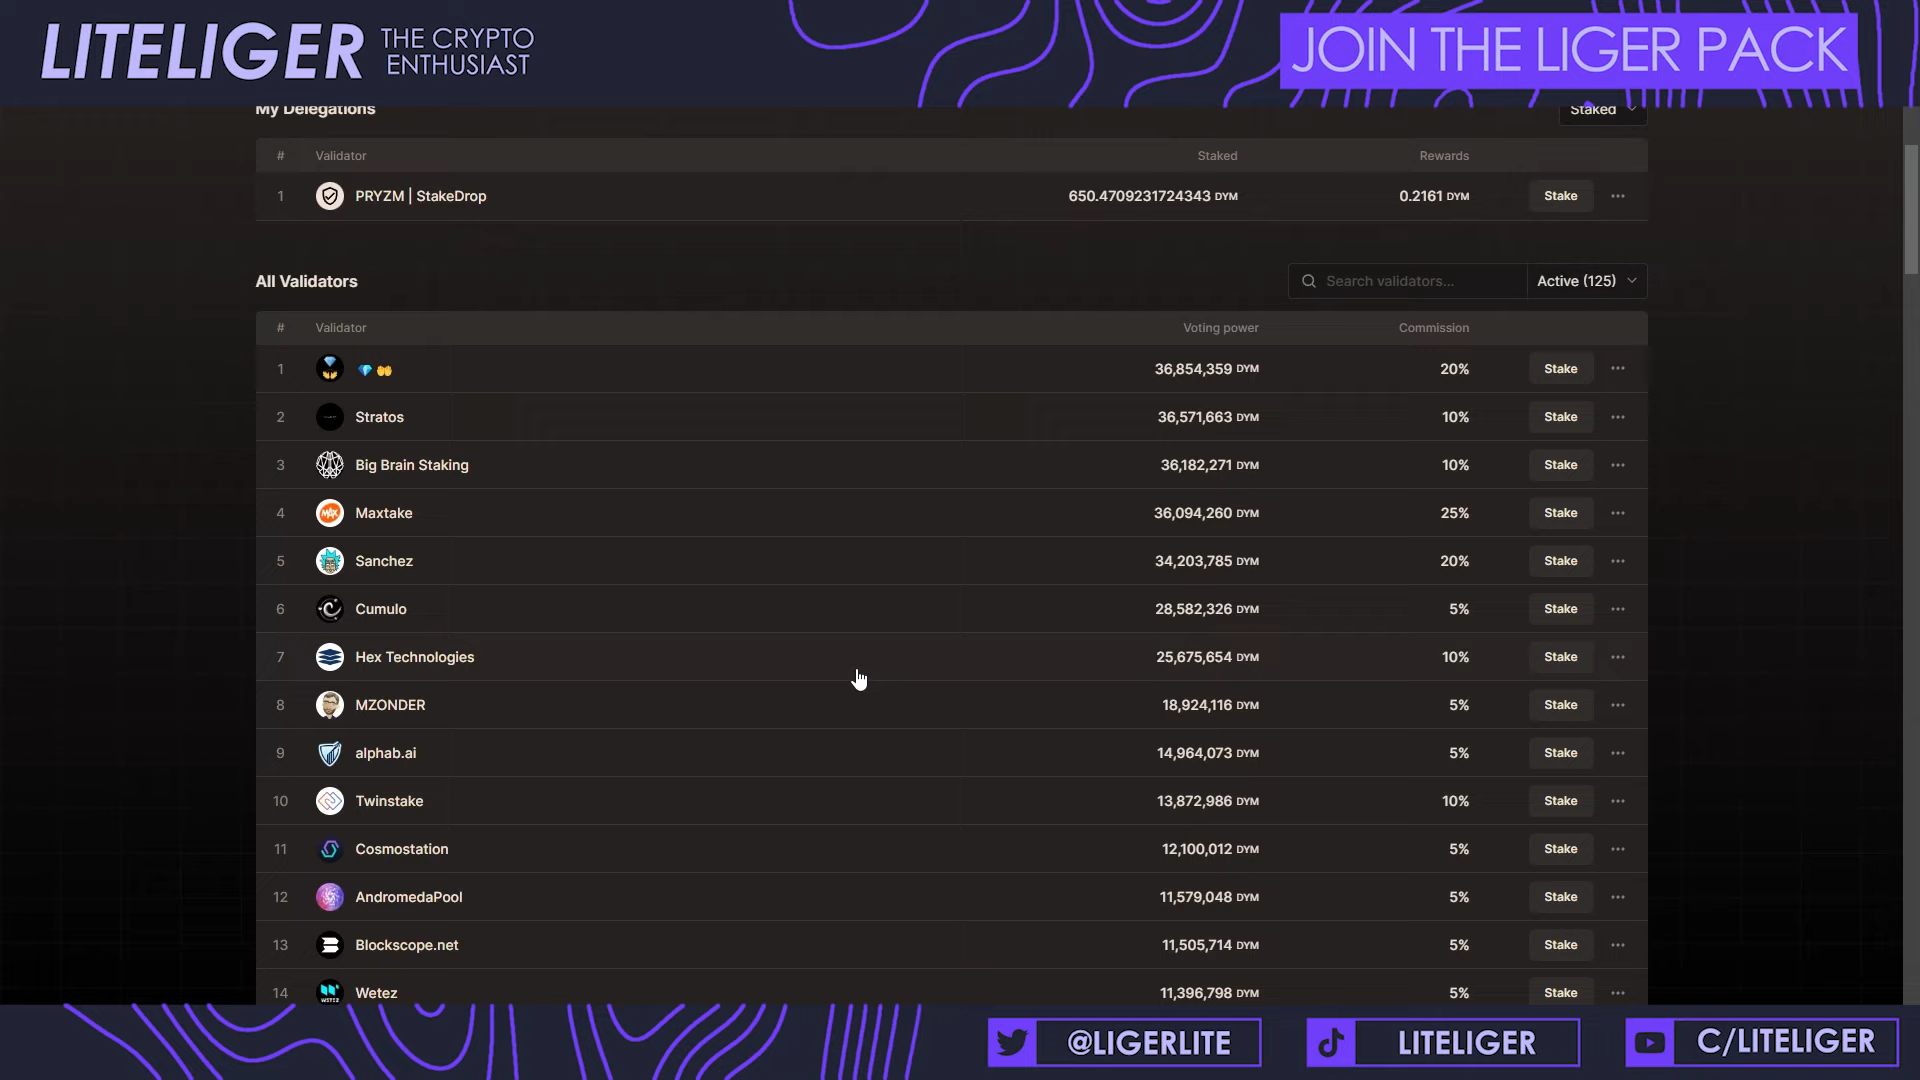 LITELIGER THE CRYPTO ENTHUSIAST
JOIN THE LIGER PACK
My Delegations Staked
# Validator Staked Rewards
1 PRYZM | StakeDrop 650.4709231724343 DYM 0.2161 DYM Stake ···
All Validators Search validators... Active (125)
# Validator Voting power Commission
1 💎👐 36,854,359 DYM 20% Stake ···
2 Stratos 36,571,663 DYM 10% Stake ···
3 Big Brain Staking 36,182,271 DYM 10% Stake ···
4 MAX Maxtake 36,094,260 DYM 25% Stake ···
5 Sanchez 34,203,785 DYM 20% Stake ···
6 Cumulo 28,582,326 DYM 5% Stake ···
7 Hex Technologies 25,675,654 DYM 10% Stake ···
8 MZONDER 18,924,116 DYM 5% Stake ···
9 alphab.ai 14,964,073 DYM 5% Stake ···
10 Twinstake 13,872,986 DYM 10% Stake ···
11 Cosmostation 12,100,012 DYM 5% Stake ···
12 AndromedaPool 11,579,048 DYM 5% Stake ···
13 Blockscope.net 11,505,714 DYM 5% Stake ···
14 WETEZ Wetez 11,396,798 DYM 5% Stake ···
@LIGERLITE LITELIGER C/LITELIGER